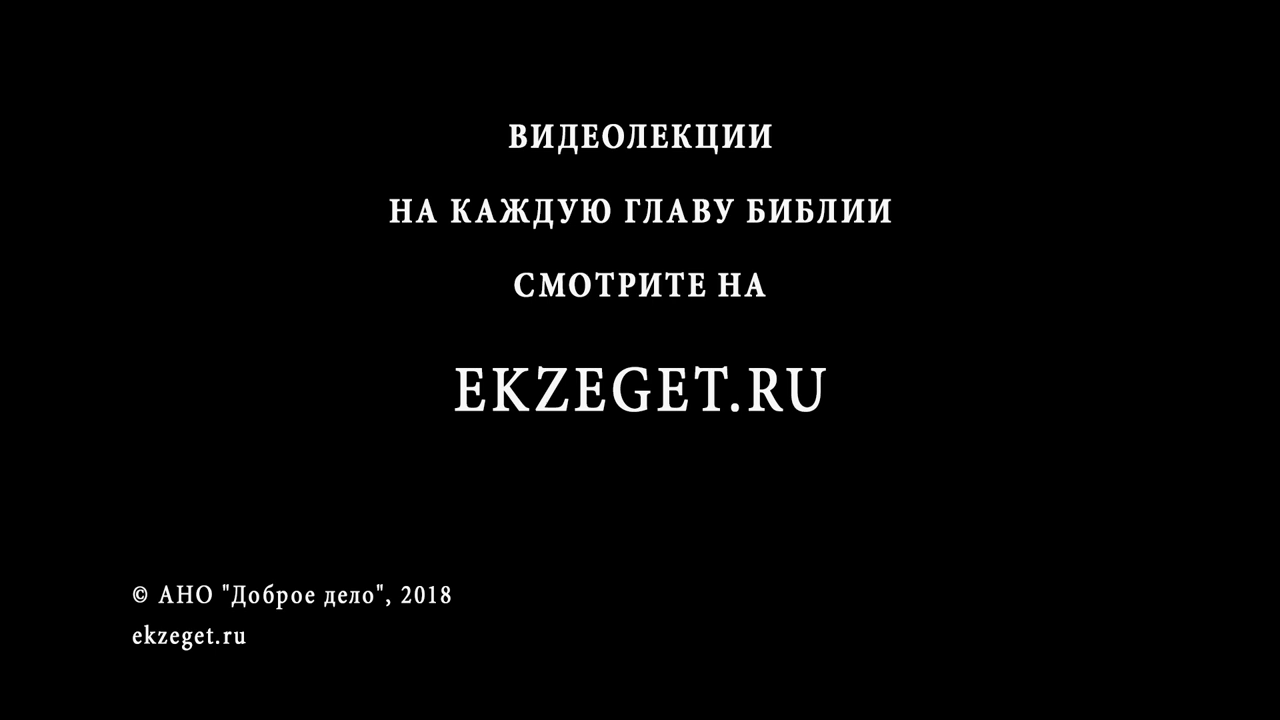 ВИДЕОЛЕКЦИИ
НА КАЖДУЮ ГЛАВУ БИБЛИИ
СМОТРИТЕ НА
EKZEGET.RU
© АНО "Доброе дело", 2018
ekzeget.ru